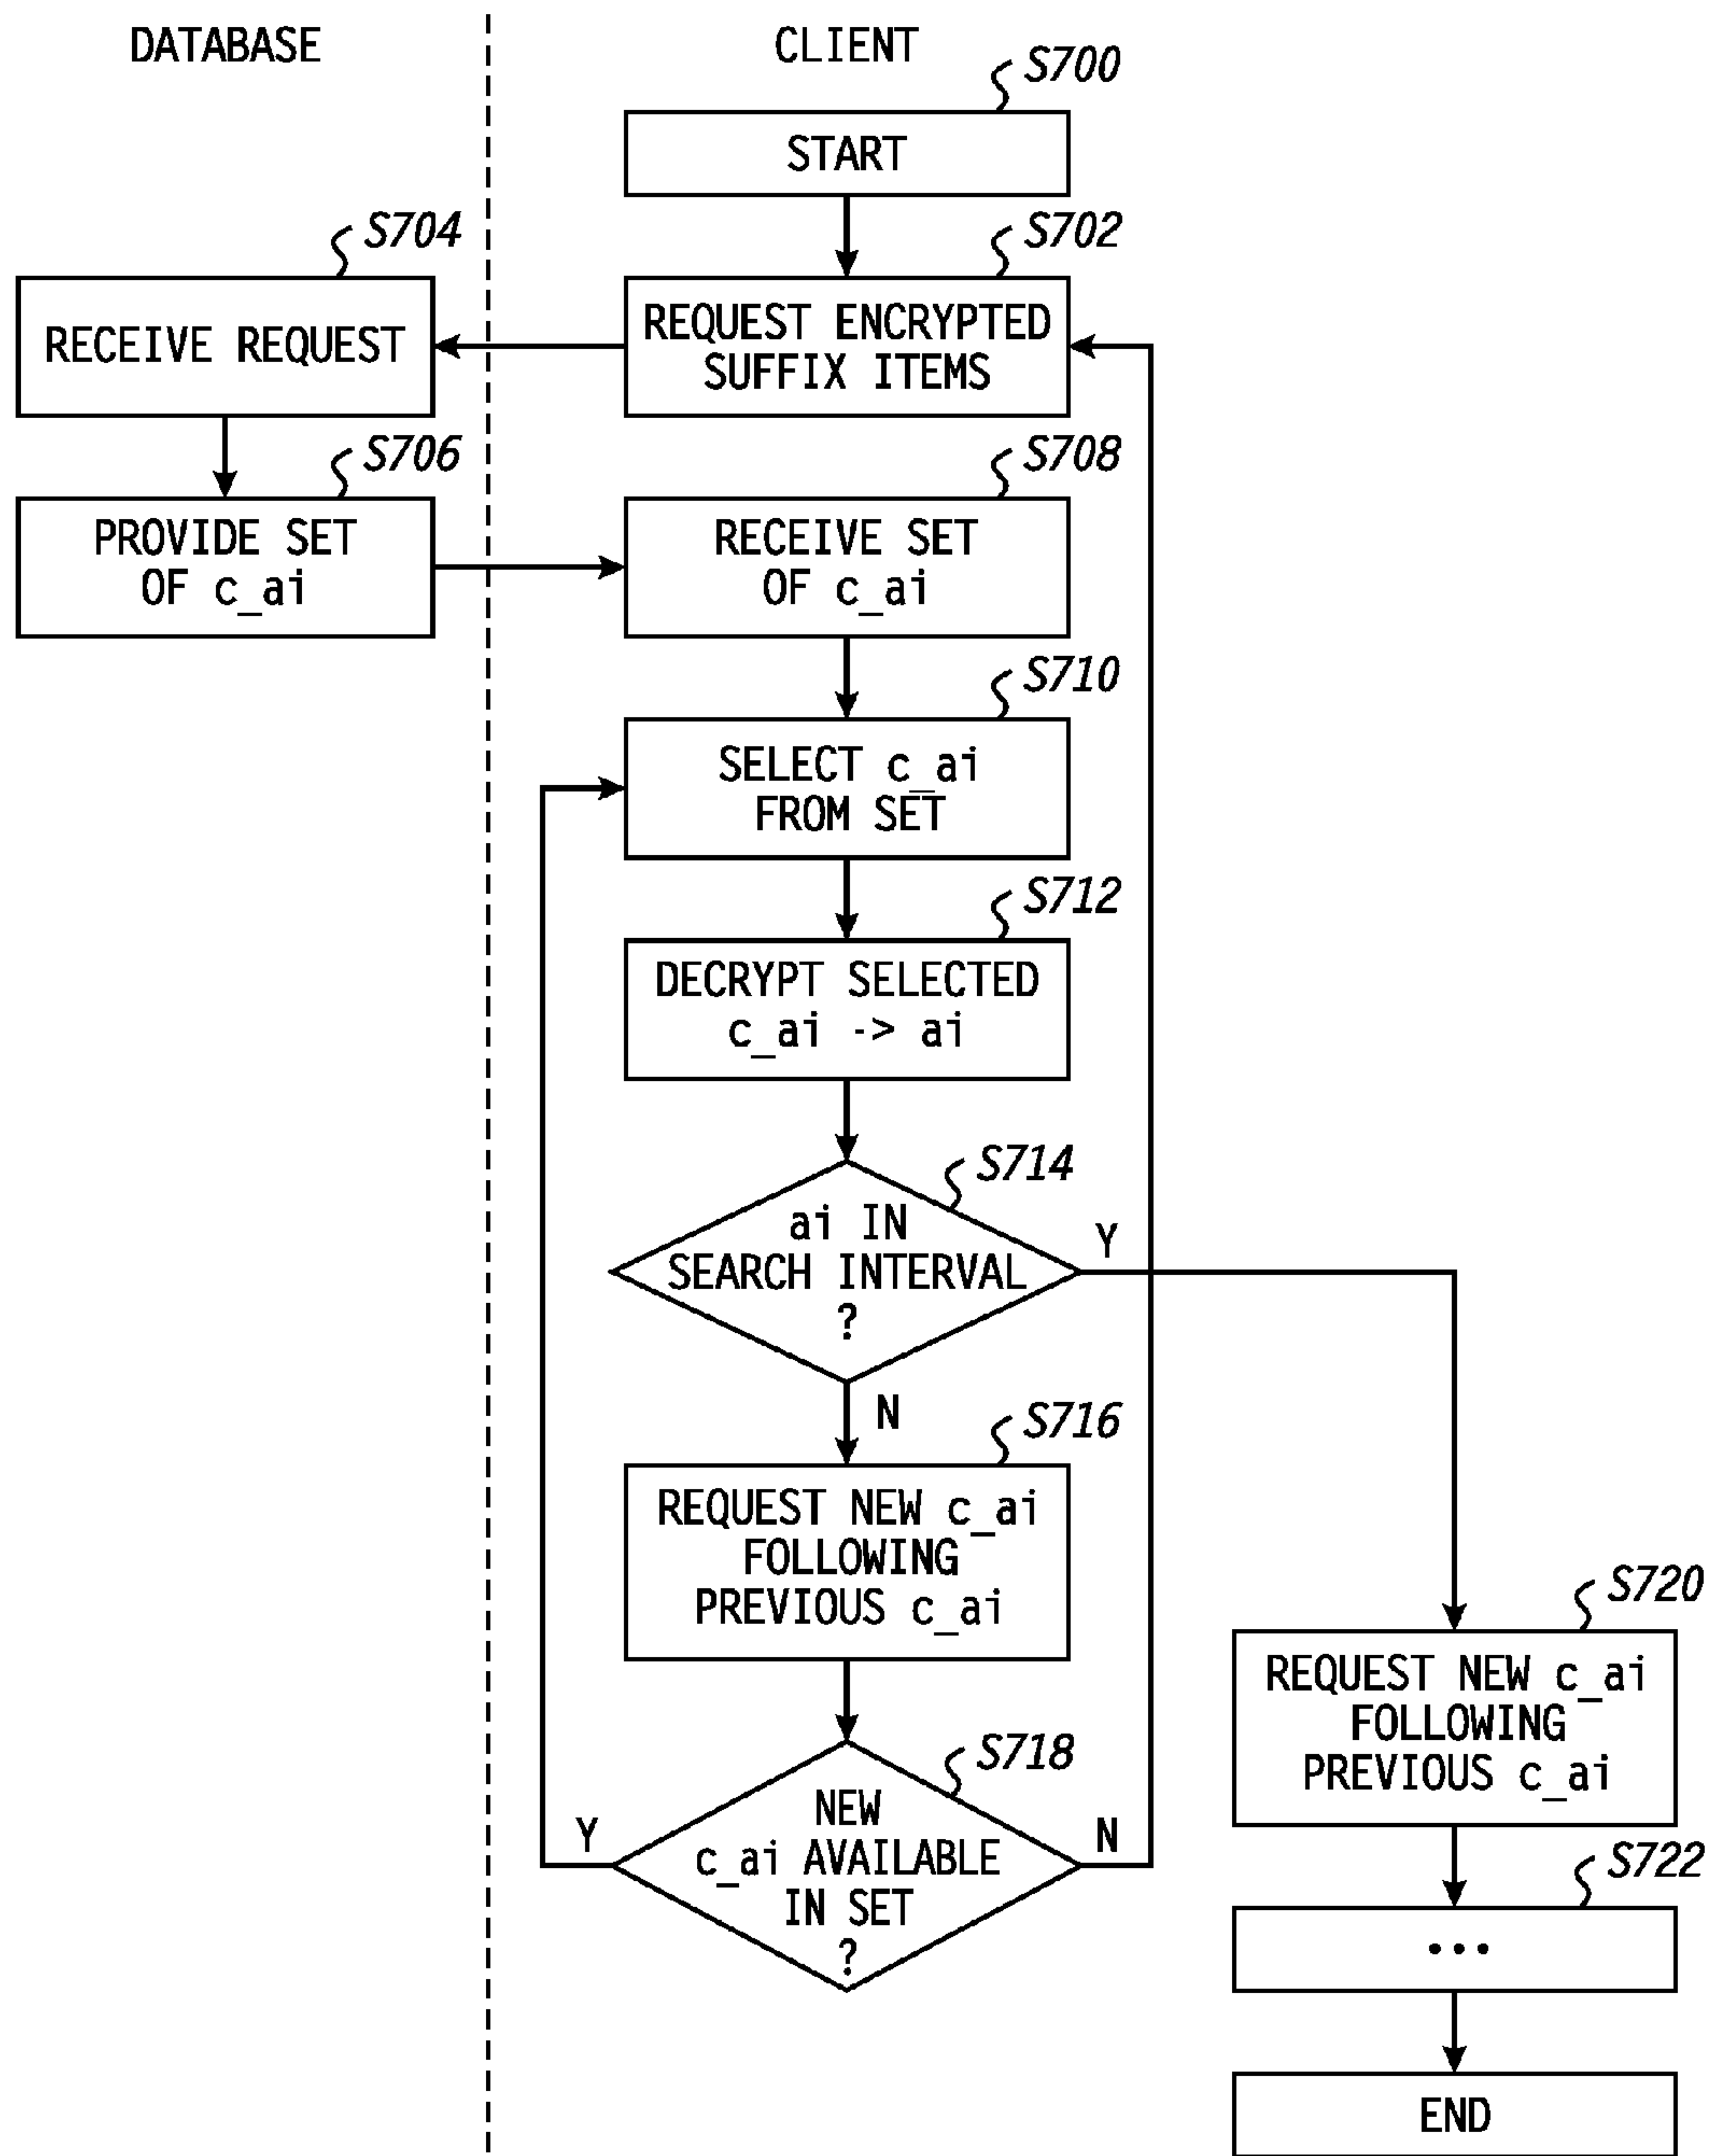 DATABASE
CLIENT
S700
START
S704
S702
RECEIVE REQUEST
REQUEST ENCRYPTED
SUFFIX ITEMS
S706
S708
PROVIDE SET
OF c_ai
RECEIVE SET
OF c_ai
S710
SELECT c_ai
FROM SET
S712
DECRYPT SELECTED
c_ai -> ai
S714
ai IN
SEARCH INTERVAL
?
Y
N
S716
REQUEST NEW c_ai
FOLLOWING
PREVIOUS c_ai
S718
NEW
c_ai AVAILABLE
IN SET
?
Y
N
S720
REQUEST NEW c_ai
FOLLOWING
PREVIOUS c_ai
S722
...
END